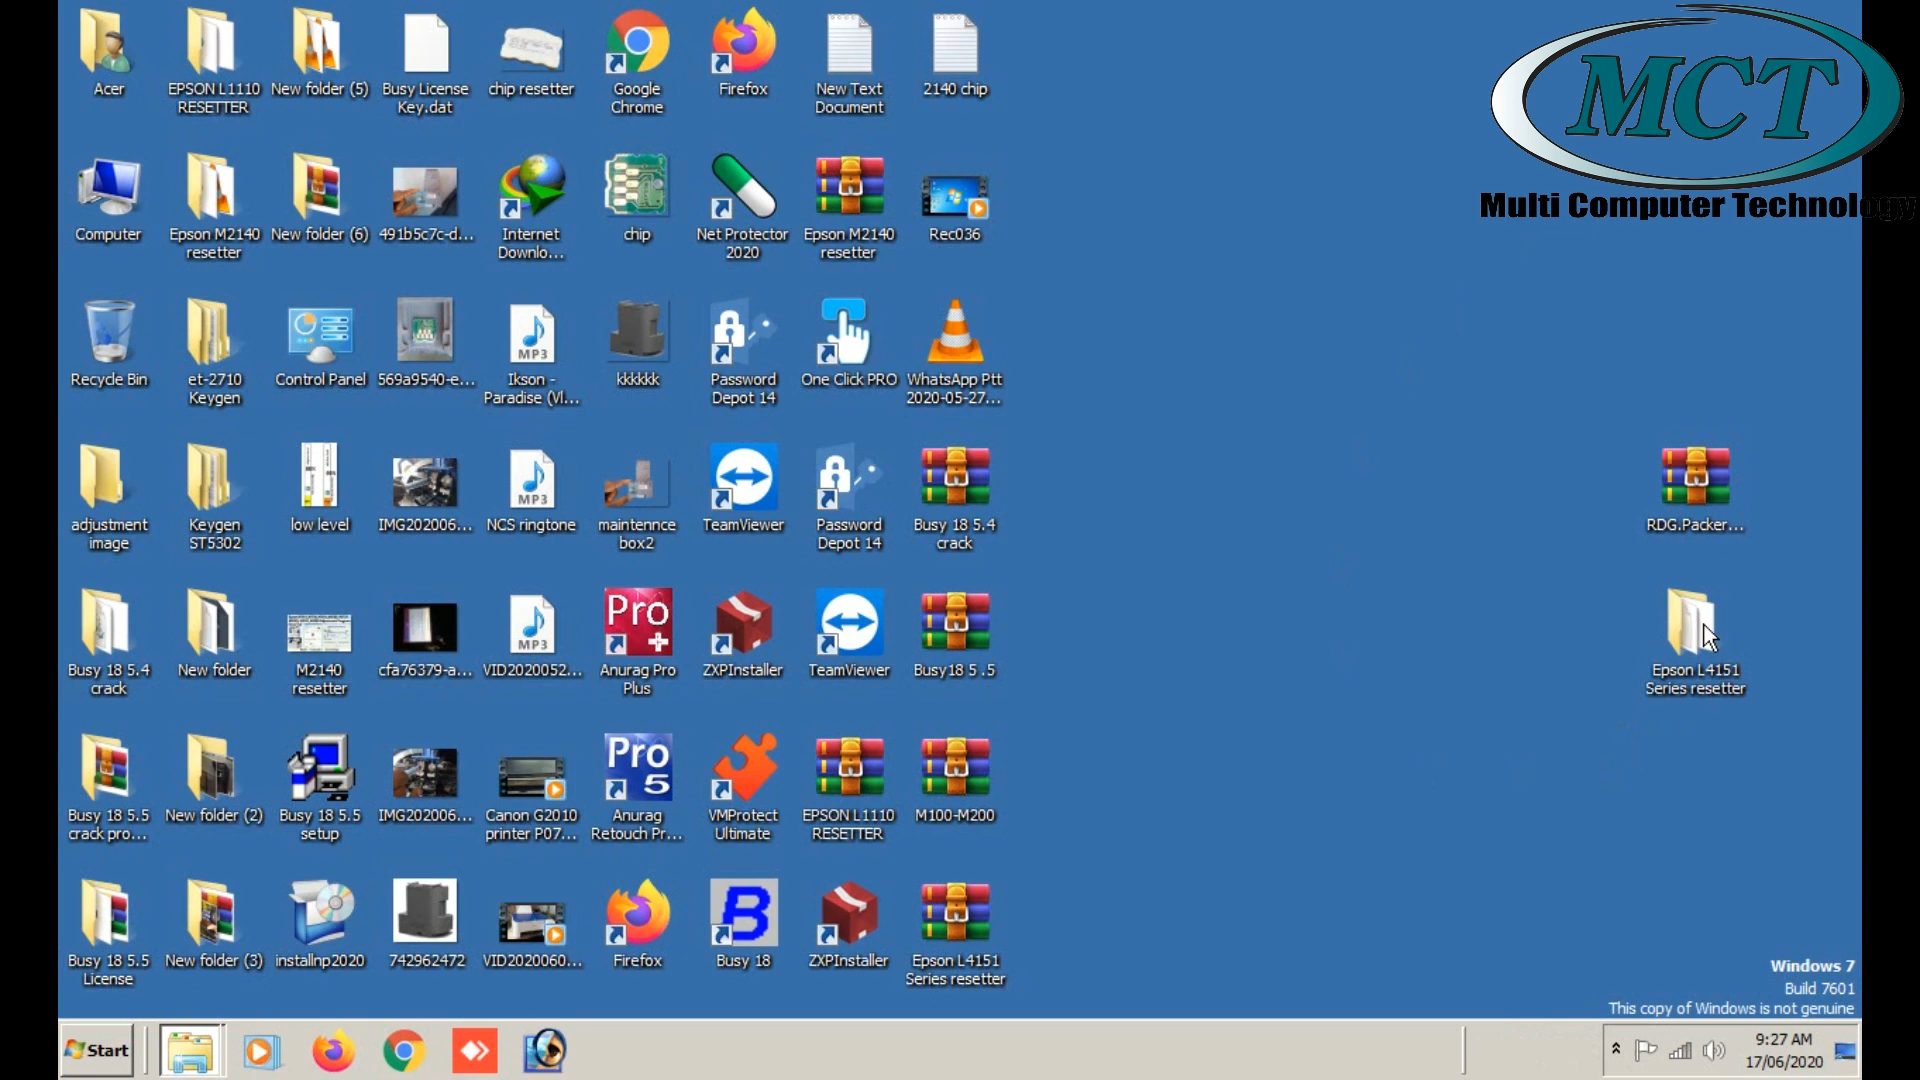 MCT
Multi Computer Technology
Acer
EPSON L1110
RESETTER
New folder (5)
Busy License
Key.dat
chip resetter
Google
Chrome
Firefox
New Text
Document
2140 chip
Computer
Epson M2140
resetter
New folder (6)
491b5c7c-d...
Internet
Downlo...
chip
Net Protector
2020
Epson M2140
resetter
Rec036
Recycle Bin
et-2710
Keygen
Control Panel
569a9540-e...
MP3
Ikson -
Paradise (Vl...
kkkkkk
Password
Depot 14
One Click PRO
WhatsApp Ptt
2020-05-27...
adjustment
image
Keygen
ST5302
low level
IMG202006...
MP3
NCS ringtone
maintennce
box2
TeamViewer
Password
Depot 14
Busy 18 5.4
crack
RDG.Packer...
Busy 18 5.4
crack
New folder
M2140
resetter
cfa76379-a...
MP3
VID2020052...
Pro
+
Anurag Pro
Plus
ZXPInstaller
TeamViewer
Busy18 5 .5
Epson L4151
Series resetter
Busy 18 5.5
crack pro...
New folder (2)
Busy 18 5.5
setup
IMG202006...
Canon G2010
printer P07...
Pro
5
Anurag
Retouch Pr...
VMProtect
Ultimate
EPSON L1110
RESETTER
M100-M200
Busy 18 5.5
License
New folder (3)
installnp2020
742962472
VID2020060...
Firefox
B
Busy 18
ZXPInstaller
Epson L4151
Series resetter
Windows 7
Build 7601
This copy of Windows is not genuine
Start
9:27 AM
17/06/2020